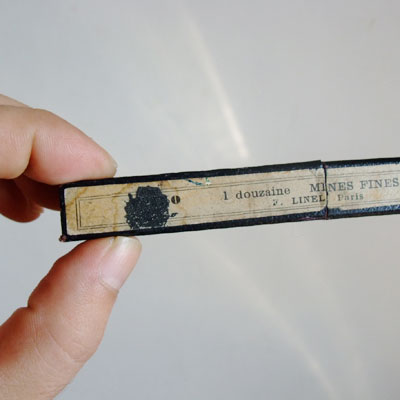 1 douzaine MINES FINES
LINEL Paris